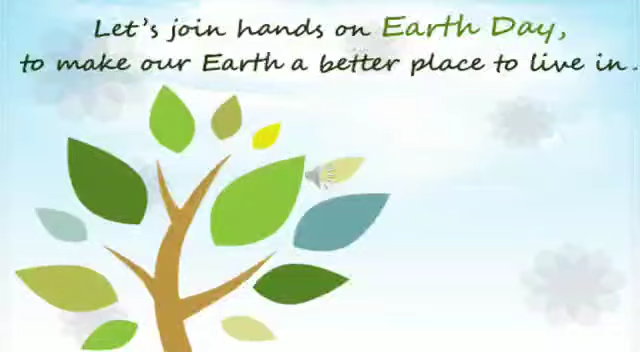 Let's join hands on Earth Day,
to make our Earth a better place to live in.